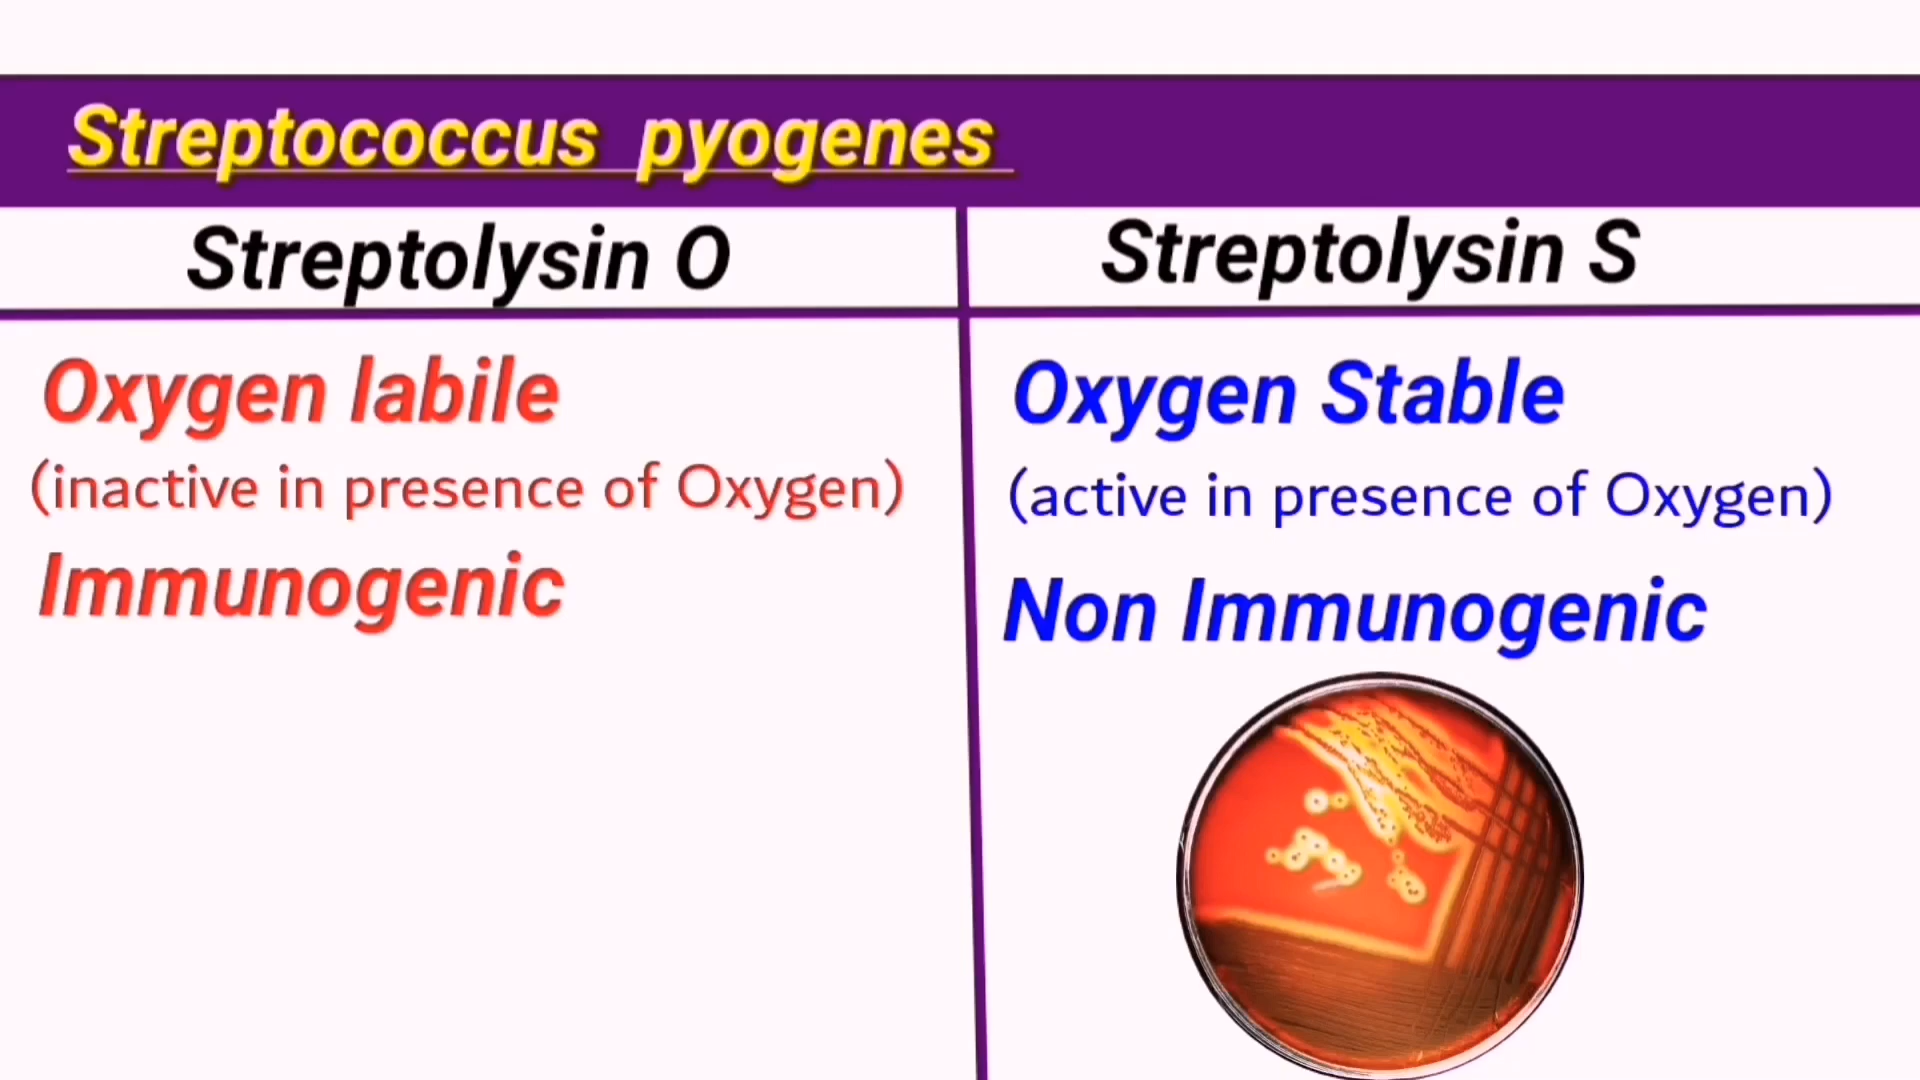 Streptococcus pyogenes
Streptolysin O
Streptolysin S
Oxygen labile
(inactive in presence of Oxygen)
Immunogenic
Oxygen Stable
(active in presence of Oxygen)
Non Immunogenic